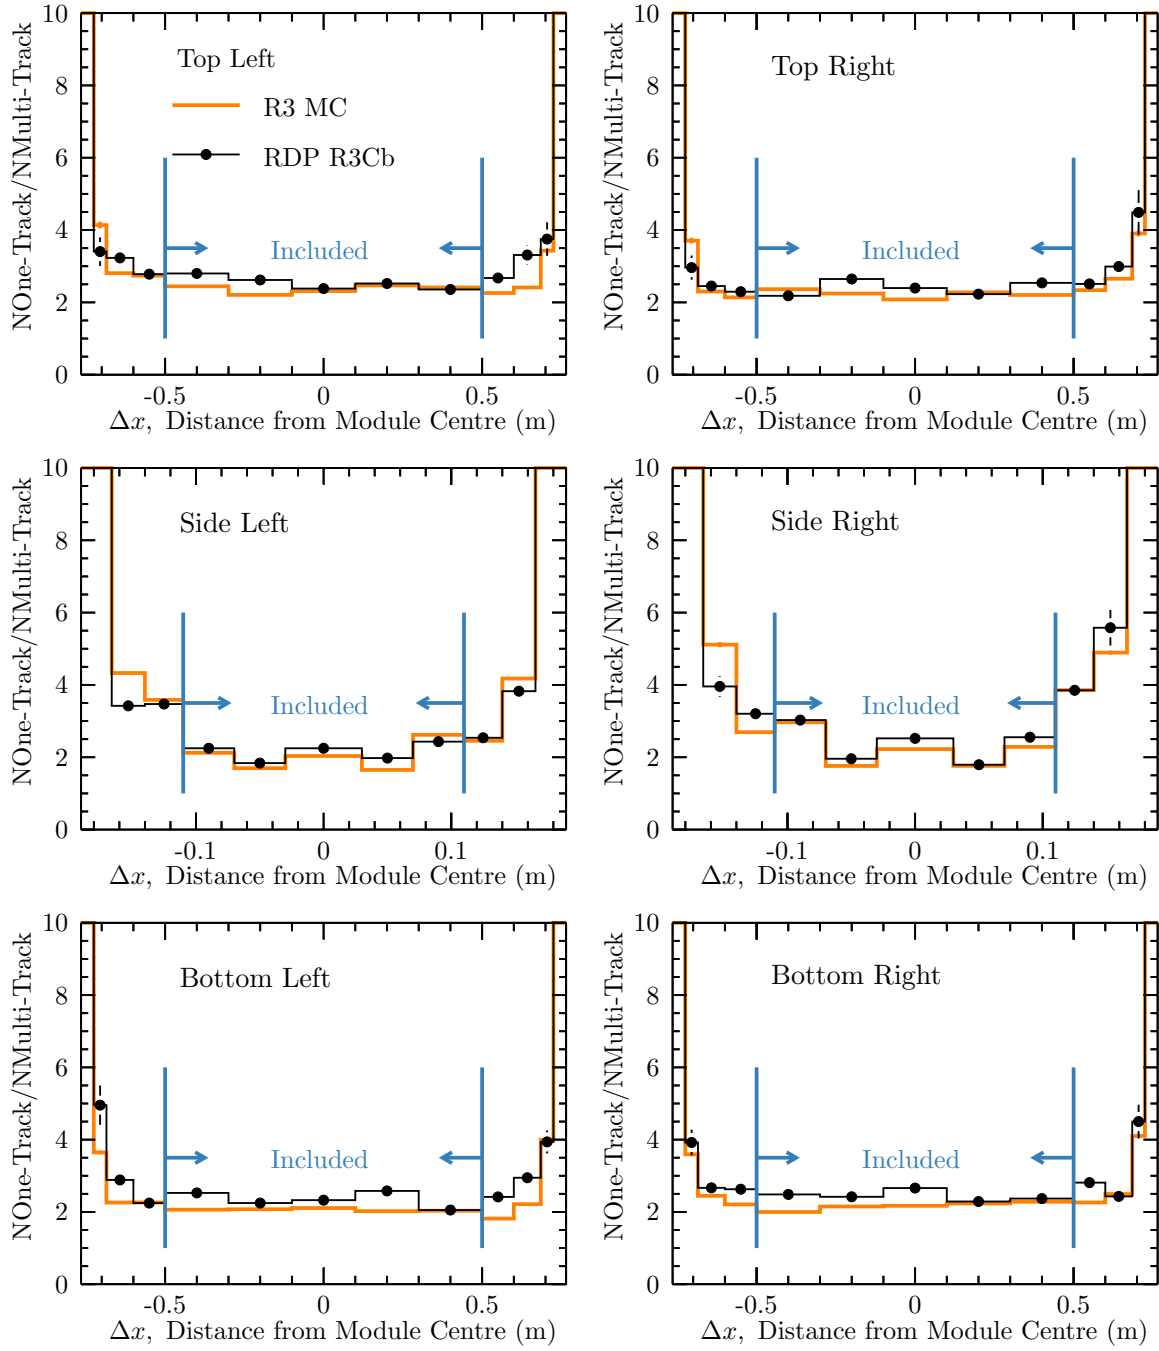 10
8
6
4
2
0
NOne-Track/NMulti-Track
Top Left
R3 MC
RDP R3Cb
Included
-0.5 0 0.5
Δx, Distance from Module Centre (m)
10
8
6
4
2
0
NOne-Track/NMulti-Track
Top Right
Included
-0.5 0 0.5
Δx, Distance from Module Centre (m)
10
8
6
4
2
0
NOne-Track/NMulti-Track
Side Left
Included
-0.1 0 0.1
Δx, Distance from Module Centre (m)
10
8
6
4
2
0
NOne-Track/NMulti-Track
Side Right
Included
-0.1 0 0.1
Δx, Distance from Module Centre (m)
10
8
6
4
2
0
NOne-Track/NMulti-Track
Bottom Left
Included
-0.5 0 0.5
Δx, Distance from Module Centre (m)
10
8
6
4
2
0
NOne-Track/NMulti-Track
Bottom Right
Included
-0.5 0 0.5
Δx, Distance from Module Centre (m)